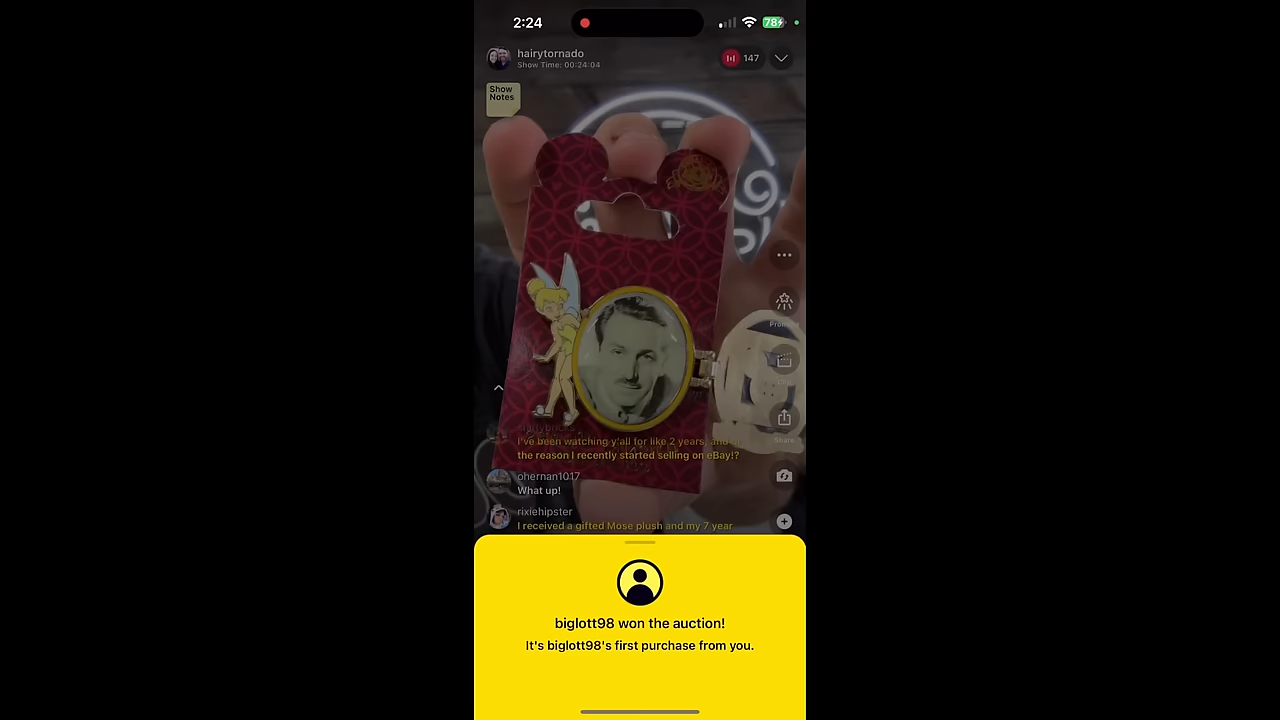 2:24
78
hairytornado
Show Time: 00:24:04
147
Show
Notes
I've been watching y'all for like 2 years, and
the reason I recently started selling on eBay!?
Share
ohernan1017
What up!
rixiehipster
I received a gifted Mose plush and my 7 year
biglott98 won the auction!
It's biglott98's first purchase from you.